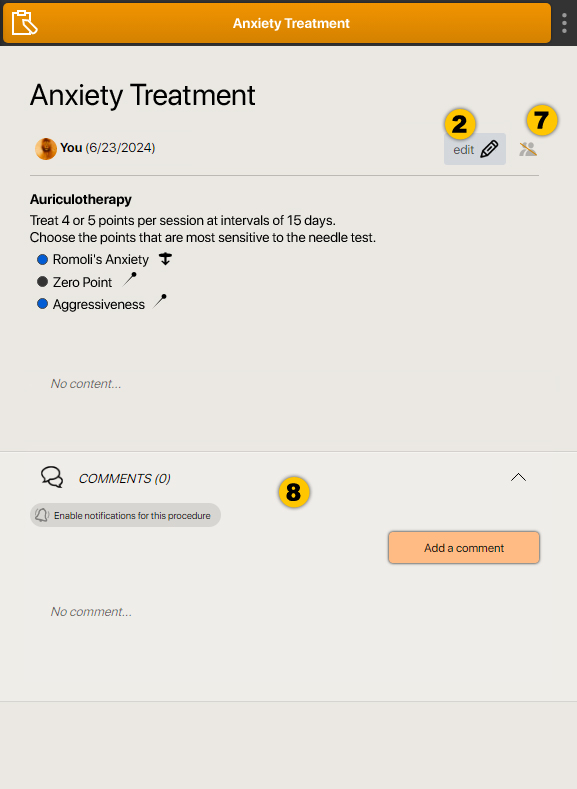 Anxiety Treatment
Anxiety Treatment
2
7
You (6/23/2024)
edit
Auriculotherapy
Treat 4 or 5 points per session at intervals of 15 days.
Choose the points that are most sensitive to the needle test.
Romoli's Anxiety
Zero Point
Aggressiveness
No content...
COMMENTS (0)
8
Enable notifications for this procedure
Add a comment
No comment...